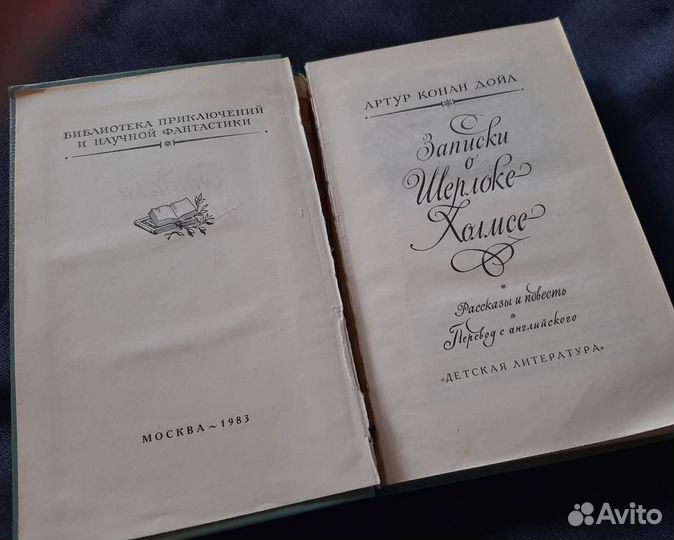 БИБЛИОТЕКА ПРИКЛЮЧЕНИЙ
И НАУЧНОЙ ФАНТАСТИКИ
МОСКВА ~ 1983
АРТУР КОНАН ДОЙЛ
Записки
о
Шерлоке
Холмсе
Рассказы и повесть
Перевод с английского
«ДЕТСКАЯ ЛИТЕРАТУРА»
Avito